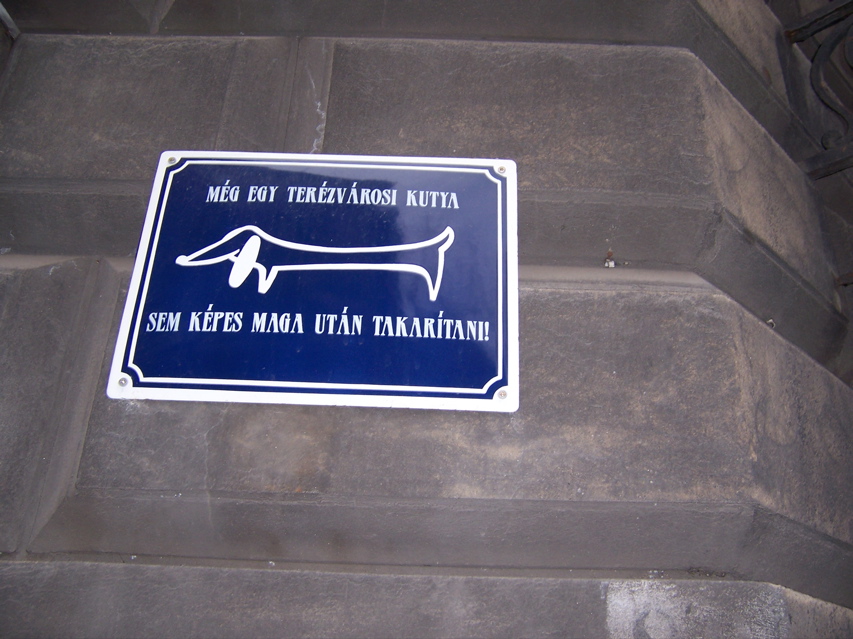 MÉG EGY TERÉZVÁROSI KUTYA
SEM KÉPES MAGA UTÁN TAKARÍTANI!